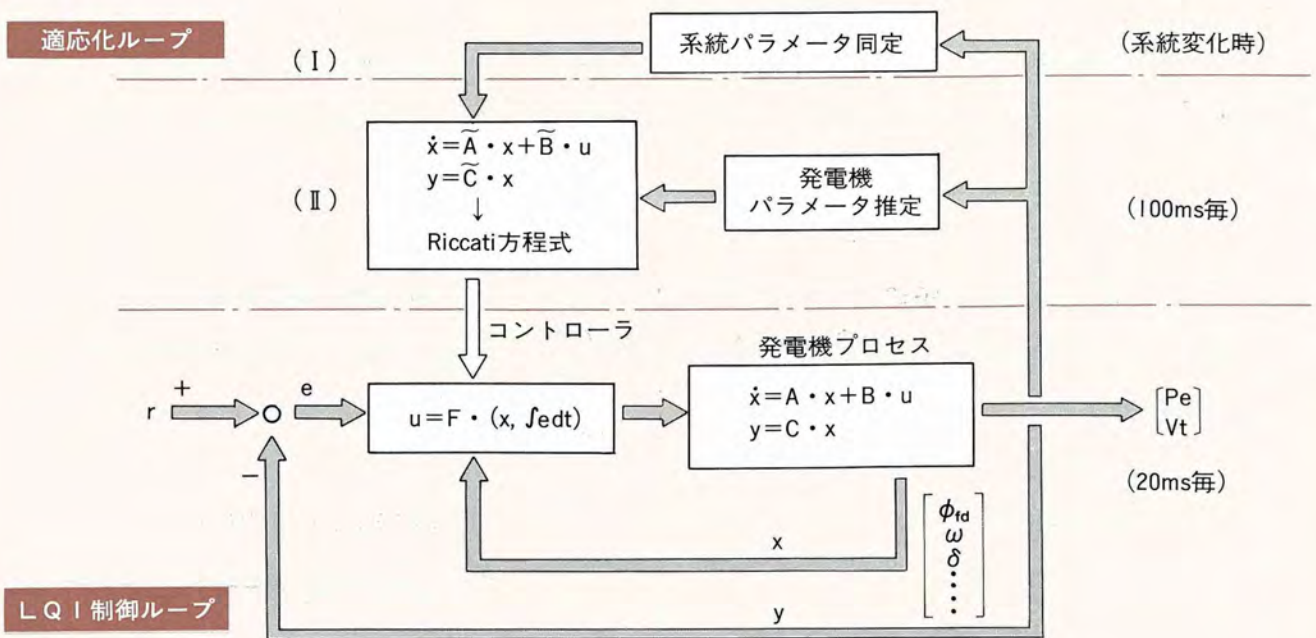 適応化ループ
(Ⅰ)
系統パラメータ同定
(系統変化時)
(Ⅱ)
ẋ=Ã・x+B̃・u
y=C̃・x
↓
Riccati方程式
発電機
パラメータ推定
(100ms毎)
コントローラ
発電機プロセス
r
+
−
e
u=F・(x, ∫edt)
ẋ=A・x+B・u
y=C・x
[Pe
Vt]
(20ms毎)
x
[φfd
ω
δ
・
・
・
・]
y
LQI制御ループ